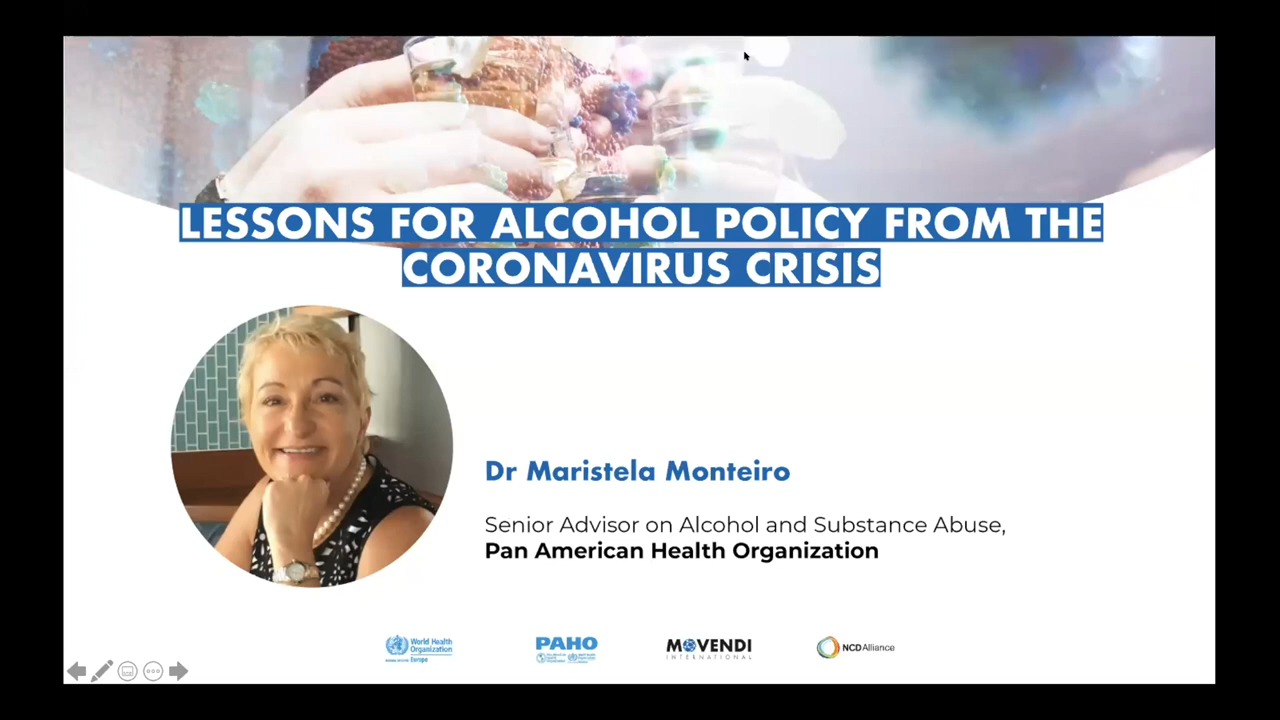 LESSONS FOR ALCOHOL POLICY FROM THE
CORONAVIRUS CRISIS
Dr Maristela Monteiro
Senior Advisor on Alcohol and Substance Abuse,
Pan American Health Organization
World Health
Organization
Europe
PAHO
MOVENDI
INTERNATIONAL
NCDAlliance